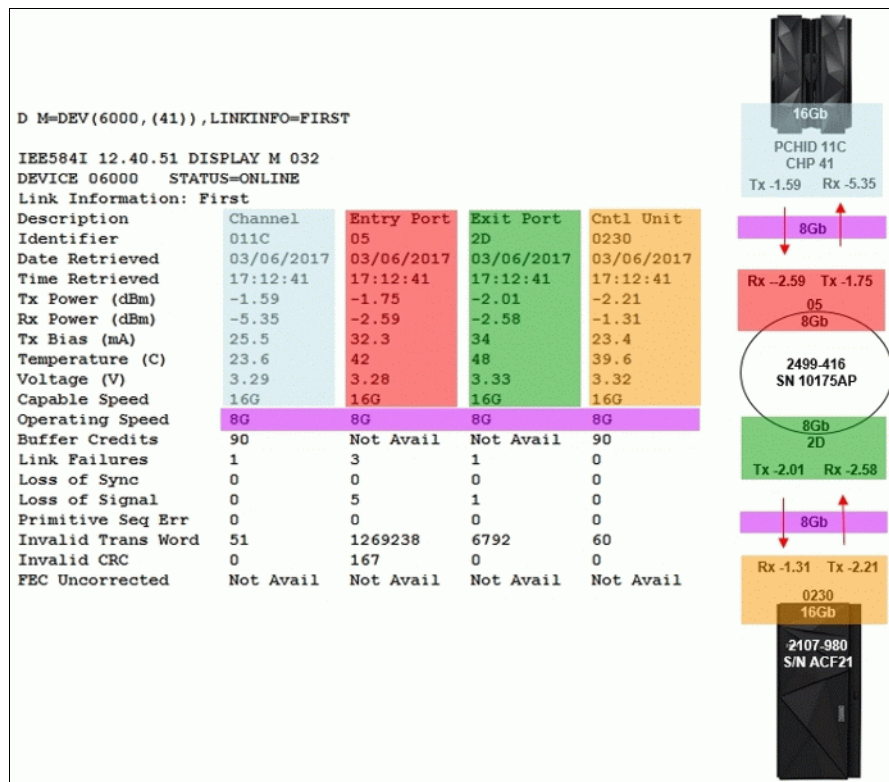 D M=DEV(6000,(41)),LINKINFO=FIRST
IEE584I 12.40.51 DISPLAY M 032
DEVICE 06000 STATUS=ONLINE
Link Information: First
Description Channel Entry Port Exit Port Cntl Unit
Identifier 011C 05 2D 0230
Date Retrieved 03/06/2017 03/06/2017 03/06/2017 03/06/2017
Time Retrieved 17:12:41 17:12:41 17:12:41 17:12:41
Tx Power (dBm) -1.59 -1.75 -2.01 -2.21
Rx Power (dBm) -5.35 -2.59 -2.58 -1.31
Tx Bias (mA) 25.5 32.3 34 23.4
Temperature (C) 23.6 42 48 39.6
Voltage (V) 3.29 3.28 3.33 3.32
Capable Speed 16G 16G 16G 16G
Operating Speed 8G 8G 8G 8G
Buffer Credits 90 Not Avail Not Avail 90
Link Failures 1 3 1 0
Loss of Sync 0 0 0 0
Loss of Signal 0 5 1 0
Primitive Seq Err 0 0 0 0
Invalid Trans Word 51 1269238 6792 60
Invalid CRC 0 167 0 0
FEC Uncorrected Not Avail Not Avail Not Avail Not Avail
16Gb
PCHID 11C
CHP 41
Tx -1.59 Rx -5.35
8Gb
Rx --2.59 Tx -1.75
05
8Gb
2499-416
SN 10175AP
8Gb
2D
Tx -2.01 Rx -2.58
8Gb
Rx -1.31 Tx -2.21
0230
16Gb
2107-980
S/N ACF21